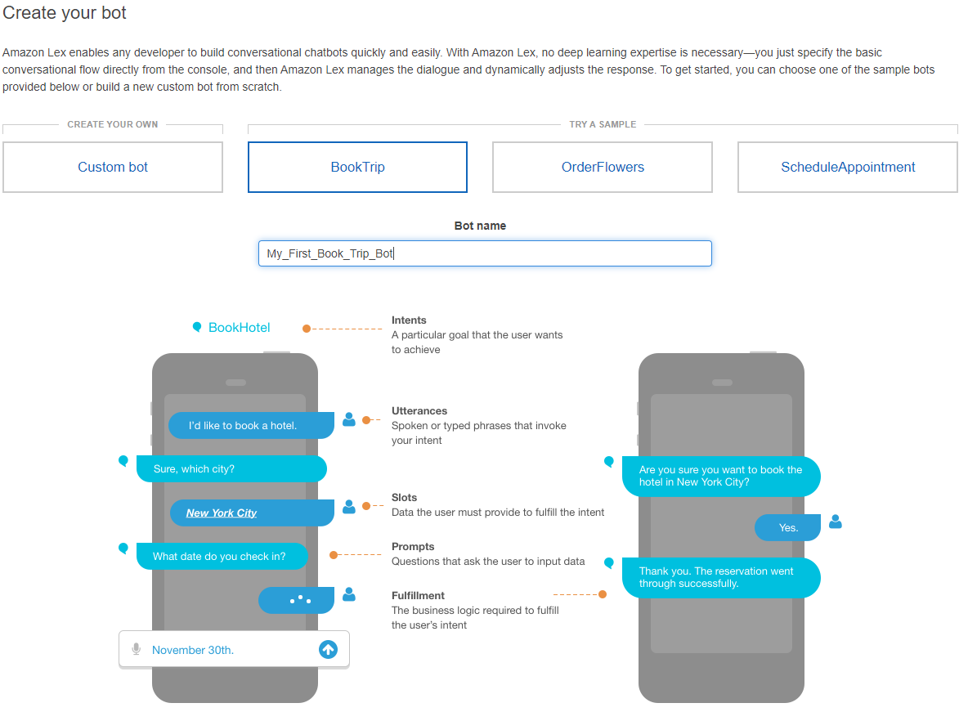 Create your bot
Amazon Lex enables any developer to build conversational chatbots quickly and easily. With Amazon Lex, no deep learning expertise is necessary—you just specify the basic
conversational flow directly from the console, and then Amazon Lex manages the dialogue and dynamically adjusts the response. To get started, you can choose one of the sample bots
provided below or build a new custom bot from scratch.
CREATE YOUR OWN
TRY A SAMPLE
Custom bot
BookTrip
OrderFlowers
ScheduleAppointment
Bot name
My_First_Book_Trip_Bot
BookHotel
Intents
A particular goal that the user wants
to achieve
I'd like to book a hotel.
Utterances
Spoken or typed phrases that invoke
your intent
Sure, which city?
New York City
Slots
Data the user must provide to fulfill the intent
What date do you check in?
Prompts
Questions that ask the user to input data
Fulfillment
The business logic required to fulfill
the user's intent
November 30th.
Are you sure you want to book the
hotel in New York City?
Yes.
Thank you. The reservation went
through successfully.